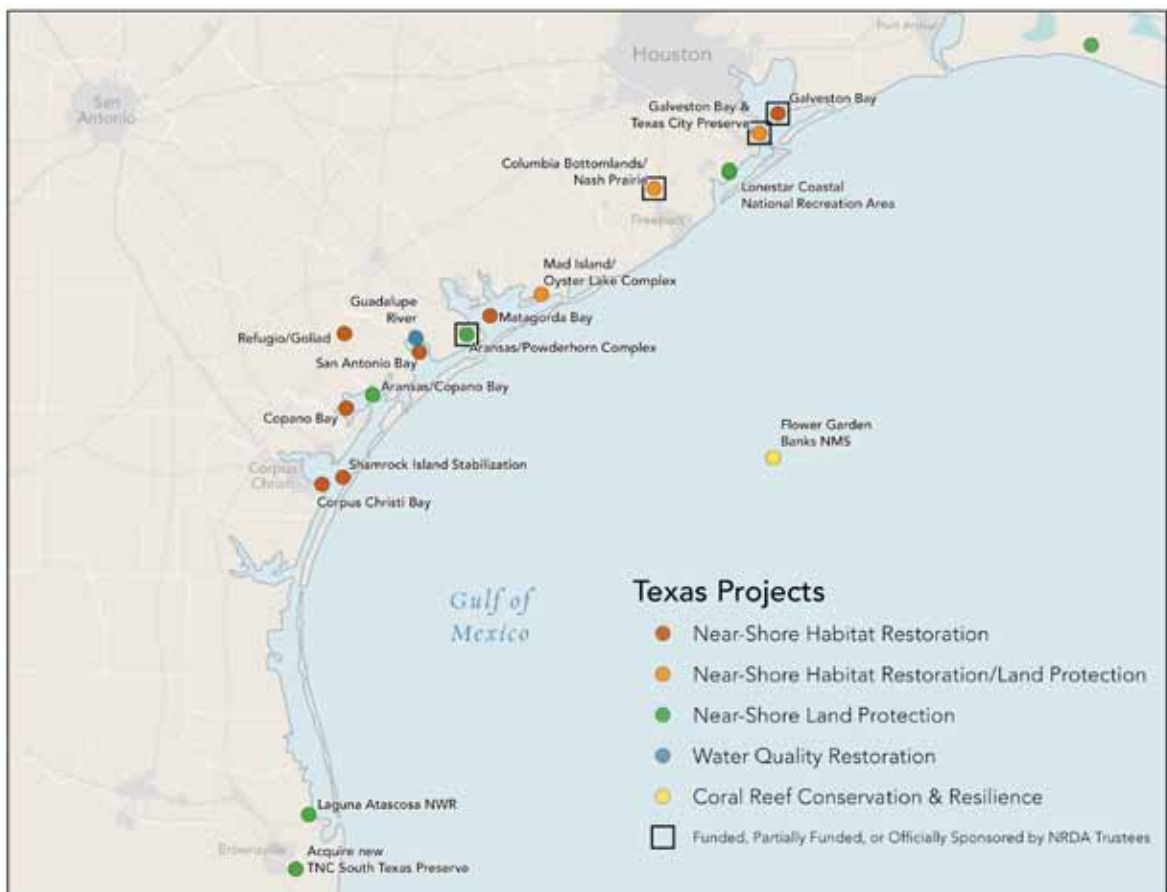 Port Arthur
Houston
San
Antonio
Galveston Bay &
Texas City Preserve
Galveston Bay
Columbia Bottomlands/
Nash Prairie
Lonestar Coastal
National Recreation Area
Freeport
Mad Island/
Oyster Lake Complex
Guadalupe
River
Matagorda Bay
Refugio/Goliad
Aransas/Powderhorn Complex
San Antonio Bay
Aransas/Copano Bay
Copano Bay
Flower Garden
Banks NMS
Corpus
Christi
Shamrock Island Stabilization
Corpus Christi Bay
Gulf of
Mexico
Texas Projects
Near-Shore Habitat Restoration
Near-Shore Habitat Restoration/Land Protection
Near-Shore Land Protection
Water Quality Restoration
Coral Reef Conservation & Resilience
Funded, Partially Funded, or Officially Sponsored by NRDA Trustees
Laguna Atascosa NWR
Brownsville
Acquire new
TNC South Texas Preserve